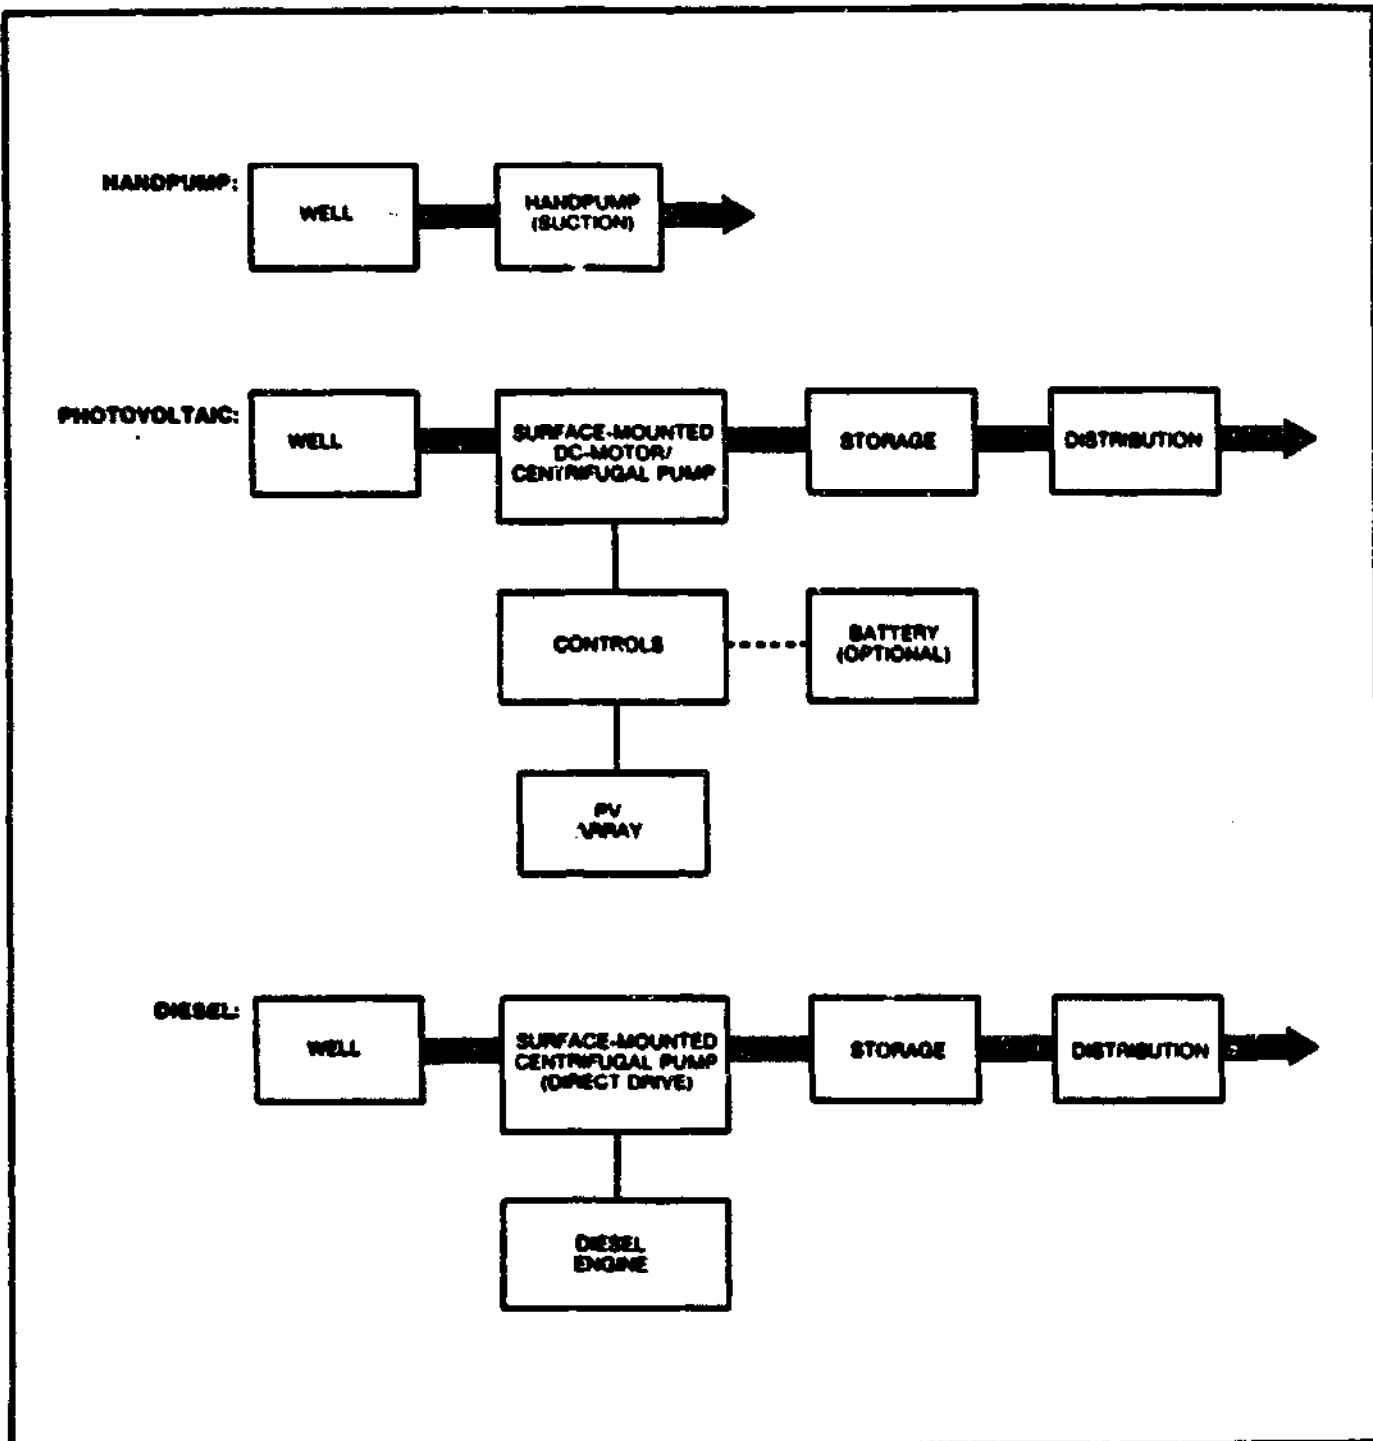 HANDPUMP:
WELL
HANDPUMP
(SUCTION)
PHOTOVOLTAIC:
WELL
SURFACE-MOUNTED
DC-MOTOR/
CENTRIFUGAL PUMP
STORAGE
DISTRIBUTION
CONTROLS
BATTERY
(OPTIONAL)
PV
ARRAY
DIESEL:
WELL
SURFACE-MOUNTED
CENTRIFUGAL PUMP
(DIRECT DRIVE)
STORAGE
DISTRIBUTION
DIESEL
ENGINE